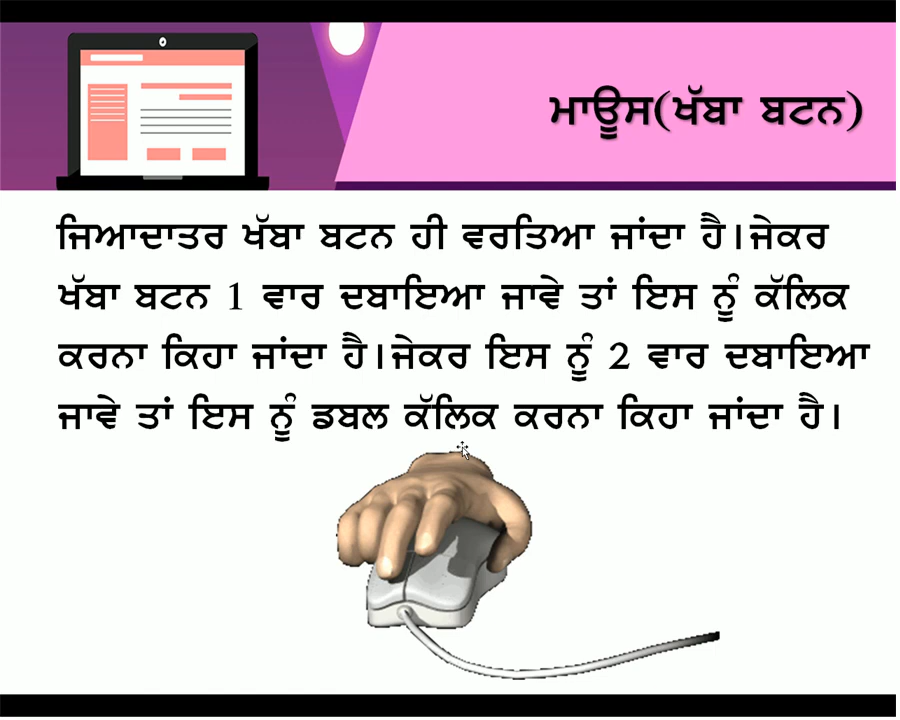 ਮਾਊਸ(ਖੱਬਾ ਬਟਨ)
ਜਿਆਦਾਤਰ ਖੱਬਾ ਬਟਨ ਹੀ ਵਰਤਿਆ ਜਾਂਦਾ ਹੈ।ਜੇਕਰ
ਖੱਬਾ ਬਟਨ 1 ਵਾਰ ਦਬਾਇਆ ਜਾਵੇ ਤਾਂ ਇਸ ਨੂੰ ਕੱਲਿਕ
ਕਰਨਾ ਕਿਹਾ ਜਾਂਦਾ ਹੈ।ਜੇਕਰ ਇਸ ਨੂੰ 2 ਵਾਰ ਦਬਾਇਆ
ਜਾਵੇ ਤਾਂ ਇਸ ਨੂੰ ਡਬਲ ਕੱਲਿਕ ਕਰਨਾ ਕਿਹਾ ਜਾਂਦਾ ਹੈ।